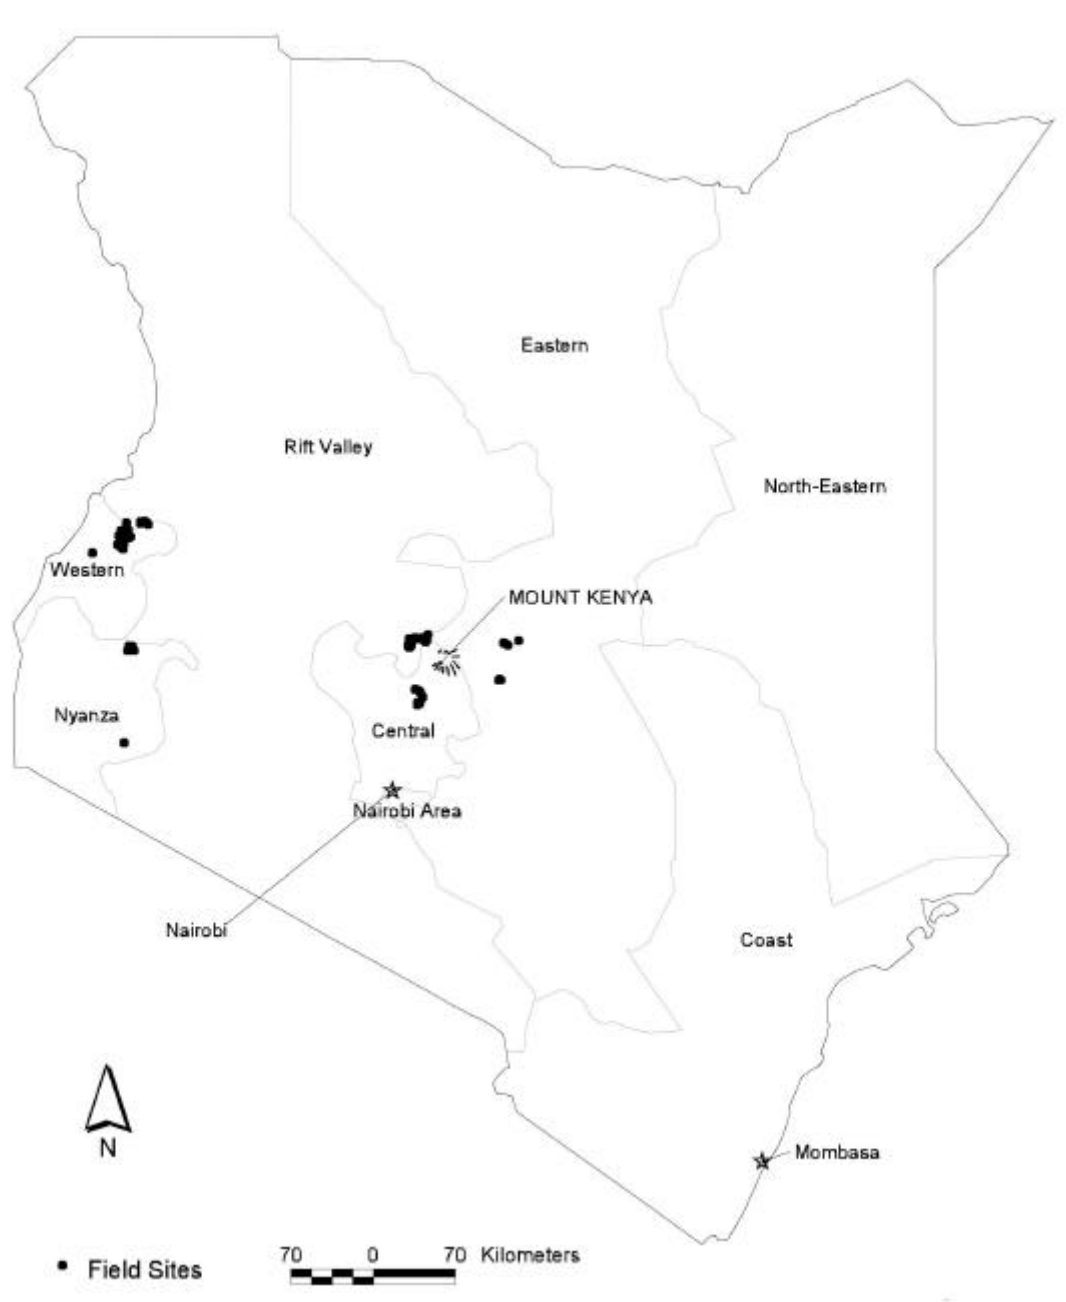 Eastern
Rift Valley
North-Eastern
Western
MOUNT KENYA
Nyanza
Central
Nairobi Area
Nairobi
Coast
N
Mombasa
70 0 70 Kilometers
Field Sites